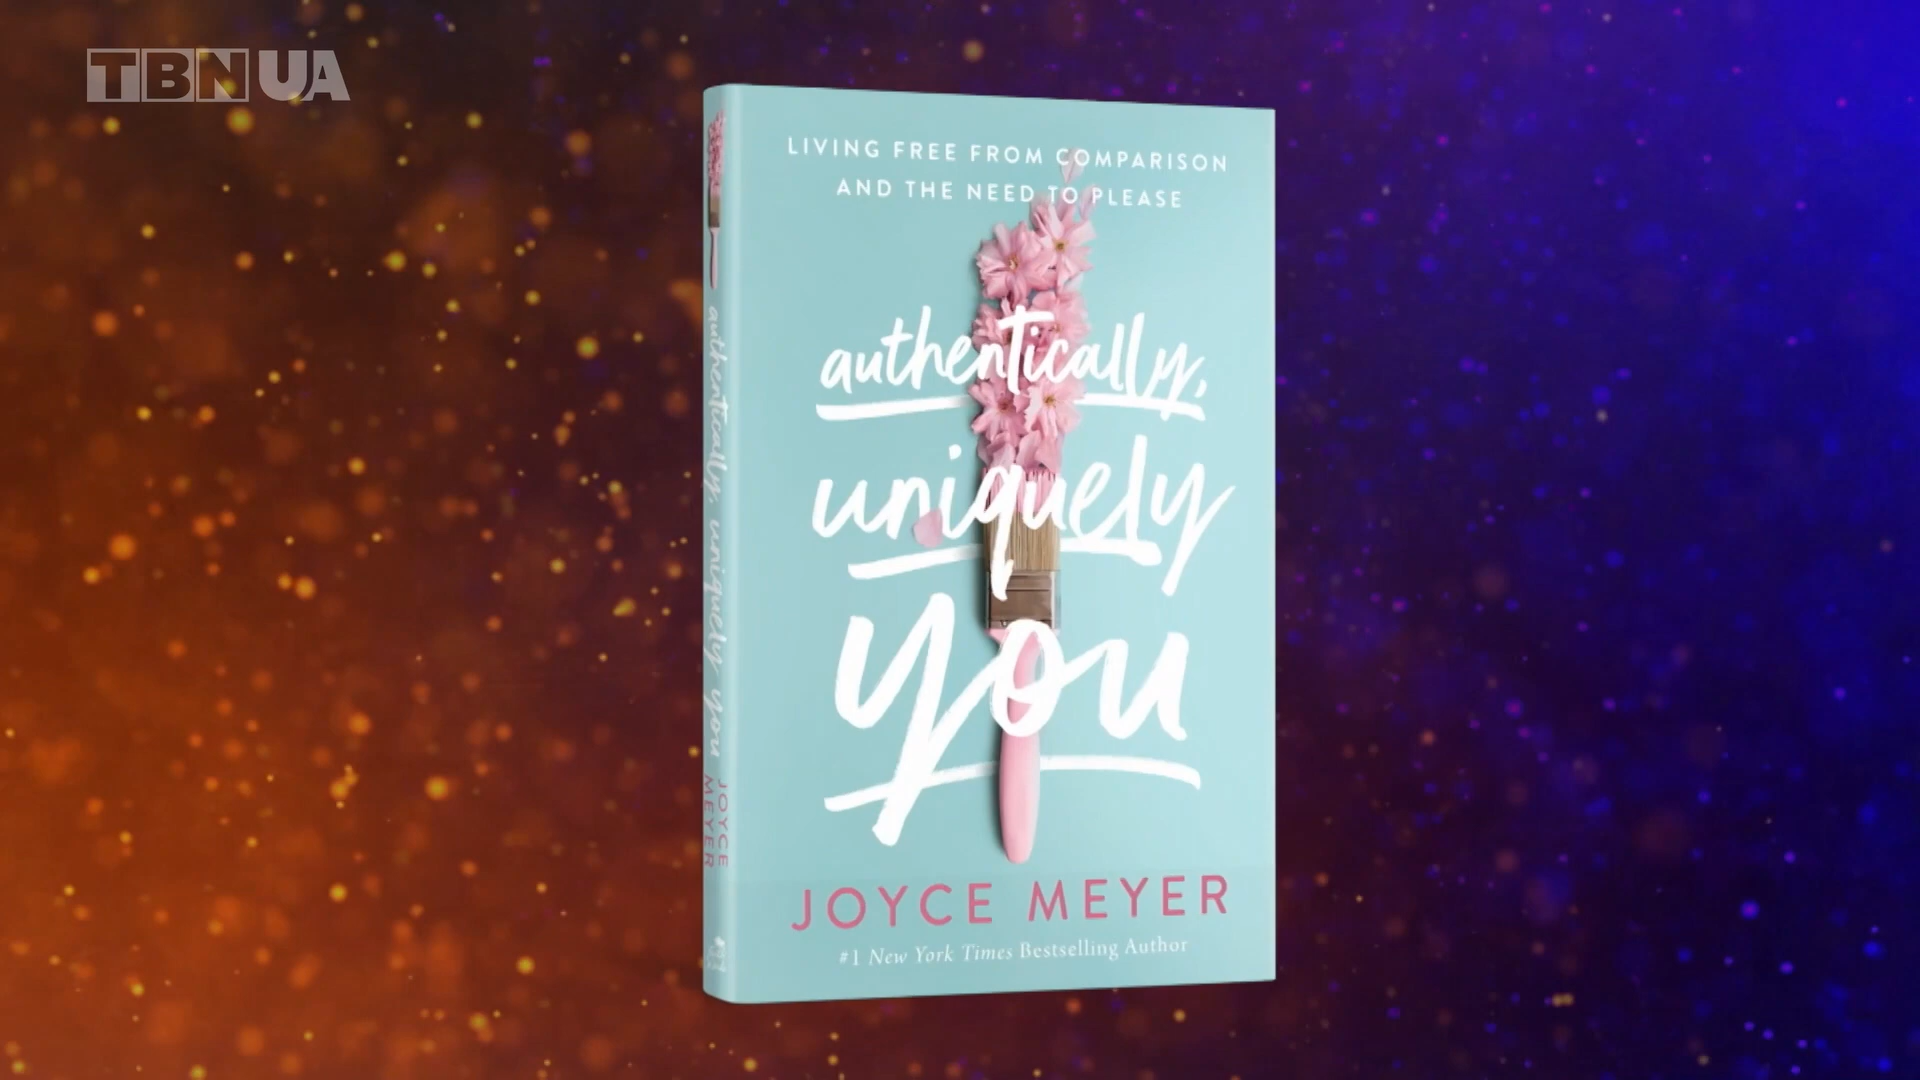 TBN UA
LIVING FREE FROM COMPARISON
AND THE NEED TO PLEASE
authentically,
uniquely
you
JOYCE MEYER
#1 New York Times Bestselling Author
authentically, uniquely you
JOYCE
MEYER